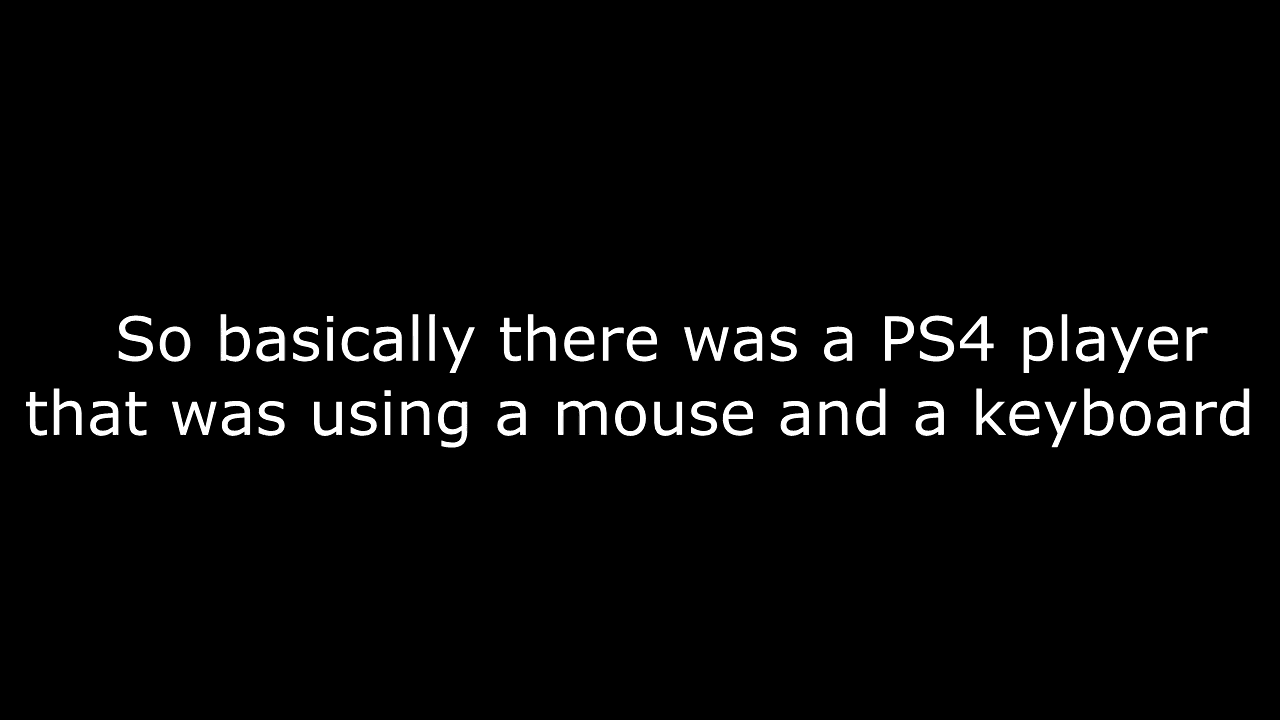 So basically there was a PS4 player
that was using a mouse and a keyboard